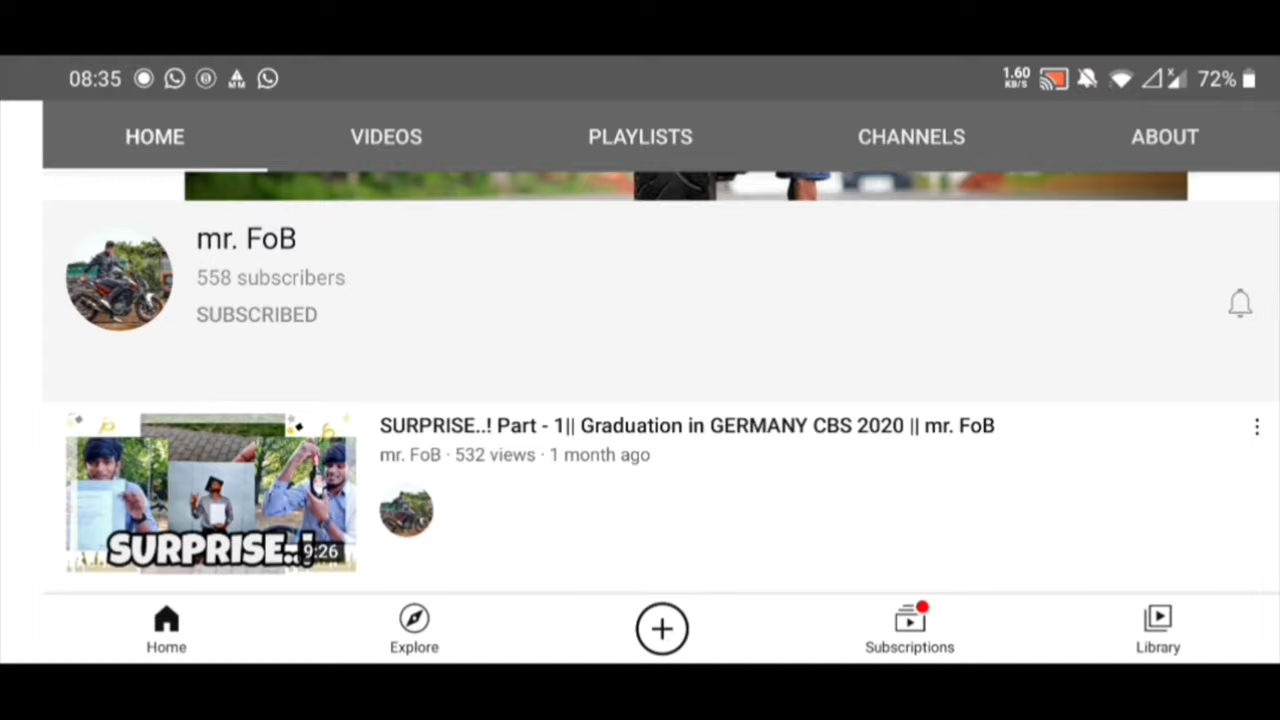 08:35 1.60 KB/S 72%
HOME VIDEOS PLAYLISTS CHANNELS ABOUT
mr. FoB
558 subscribers
SUBSCRIBED
SURPRISE..! Part - 1|| Graduation in GERMANY CBS 2020 || mr. FoB
mr. FoB · 532 views · 1 month ago
SURPRISE..!
9:26
Home Explore Subscriptions Library